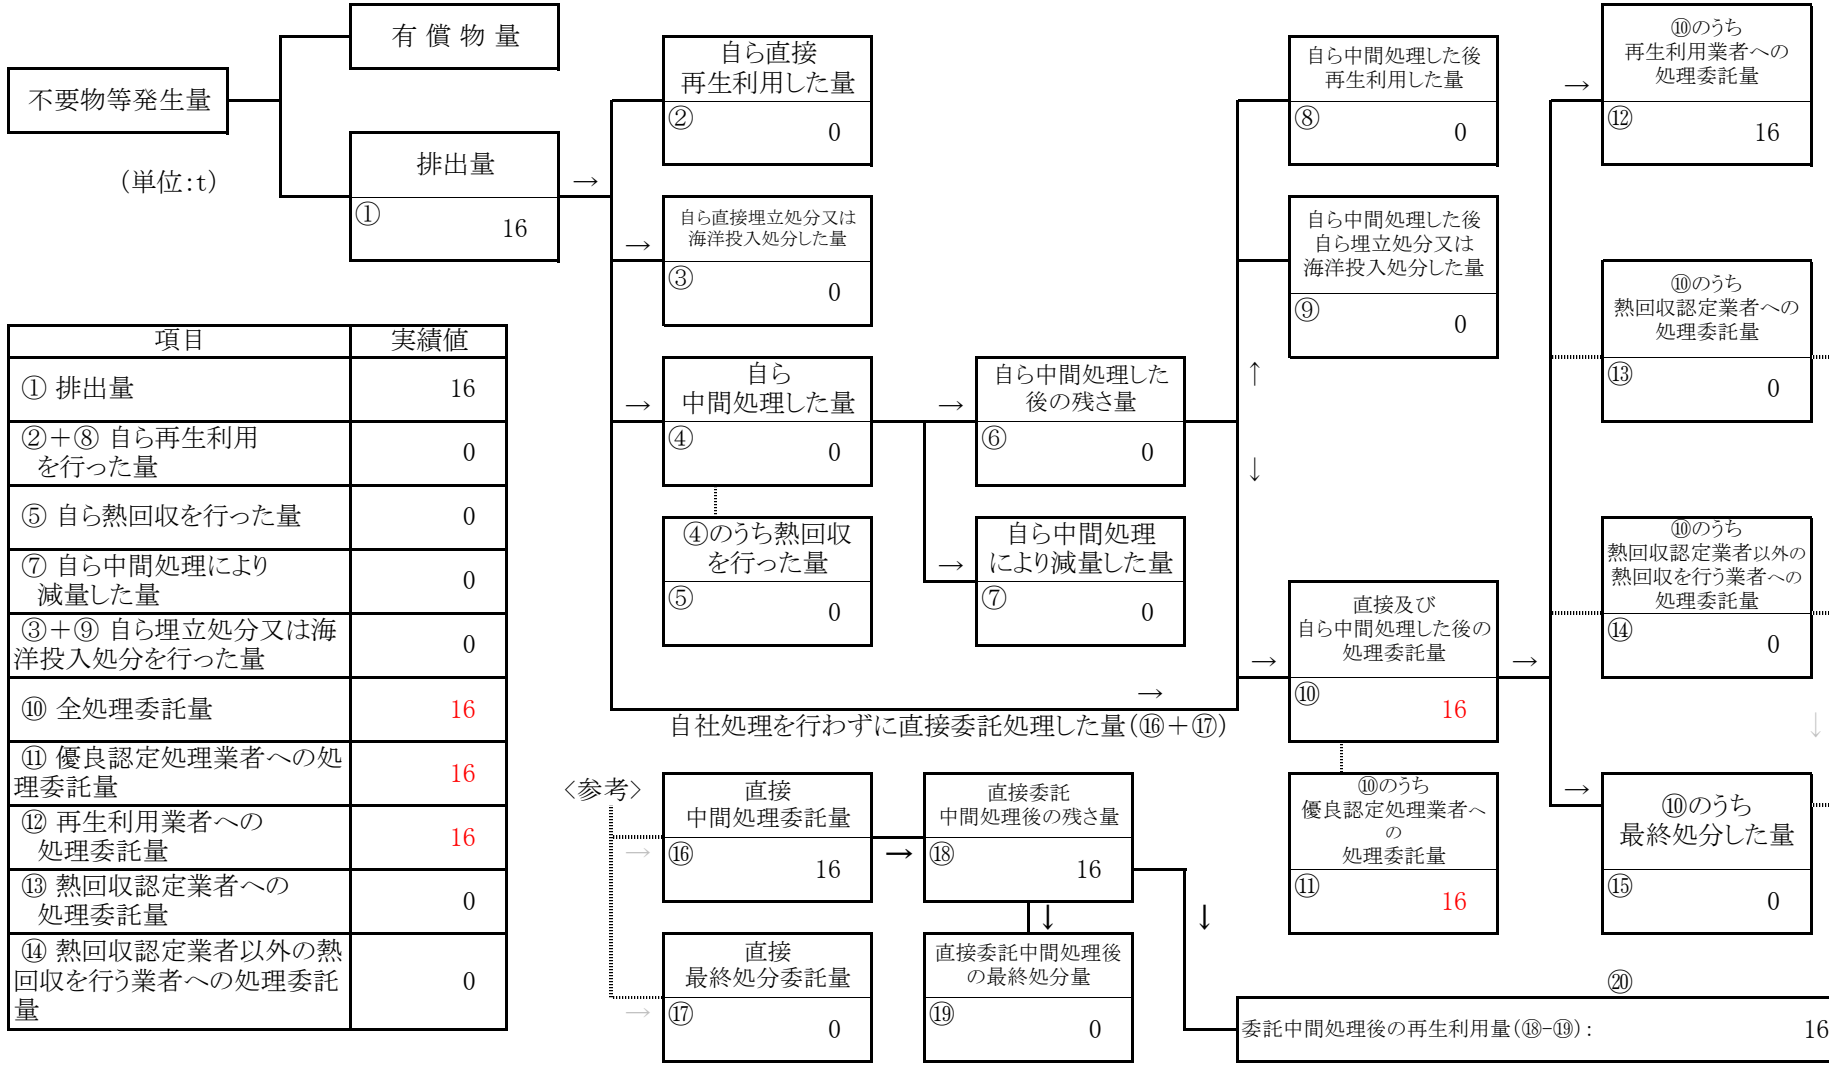 有 償 物 量
不要物等発生量
(単位:t)
排出量
①
16
→
自ら直接
再生利用した量
②
0
→
自ら直接埋立処分又は
海洋投入処分した量
③
0
→
自ら
中間処理した量
④
0
④のうち熱回収
を行った量
⑤
0
→
自ら中間処理した
後の残さ量
⑥
0
→
自ら中間処理
により減量した量
⑦
0
自ら中間処理した後
再生利用した量
⑧
0
自ら中間処理した後
自ら埋立処分又は
海洋投入処分した量
⑨
0
↑
↓
→
直接及び
自ら中間処理した後の
処理委託量
⑩
16
→
⑩のうち
優良認定処理業者へ
の
処理委託量
⑪
16
→
⑩のうち
再生利用業者への
処理委託量
⑫
16
⑩のうち
熱回収認定業者への
処理委託量
⑬
0
⑩のうち
熱回収認定業者以外の
熱回収を行う業者への
処理委託量
⑭
0
↓
→
⑩のうち
最終処分した量
⑮
0
→
自社処理を行わずに直接委託処理した量(⑯+⑰)
項目 実績値
① 排出量 16
②+⑧ 自ら再生利用
を行った量 0
⑤ 自ら熱回収を行った量 0
⑦ 自ら中間処理により
減量した量 0
③+⑨ 自ら埋立処分又は海
洋投入処分を行った量 0
⑩ 全処理委託量 16
⑪ 優良認定処理業者への処
理委託量 16
⑫ 再生利用業者への
処理委託量 16
⑬ 熱回収認定業者への
処理委託量 0
⑭ 熱回収認定業者以外の熱
回収を行う業者への処理委託
量 0
<参考>
→
直接
中間処理委託量
⑯
16
→
直接委託
中間処理後の残さ量
⑱
16
↓
↓
→
直接
最終処分委託量
⑰
0
直接委託中間処理後
の最終処分量
⑲
0
⑳
委託中間処理後の再生利用量(⑱-⑲): 16